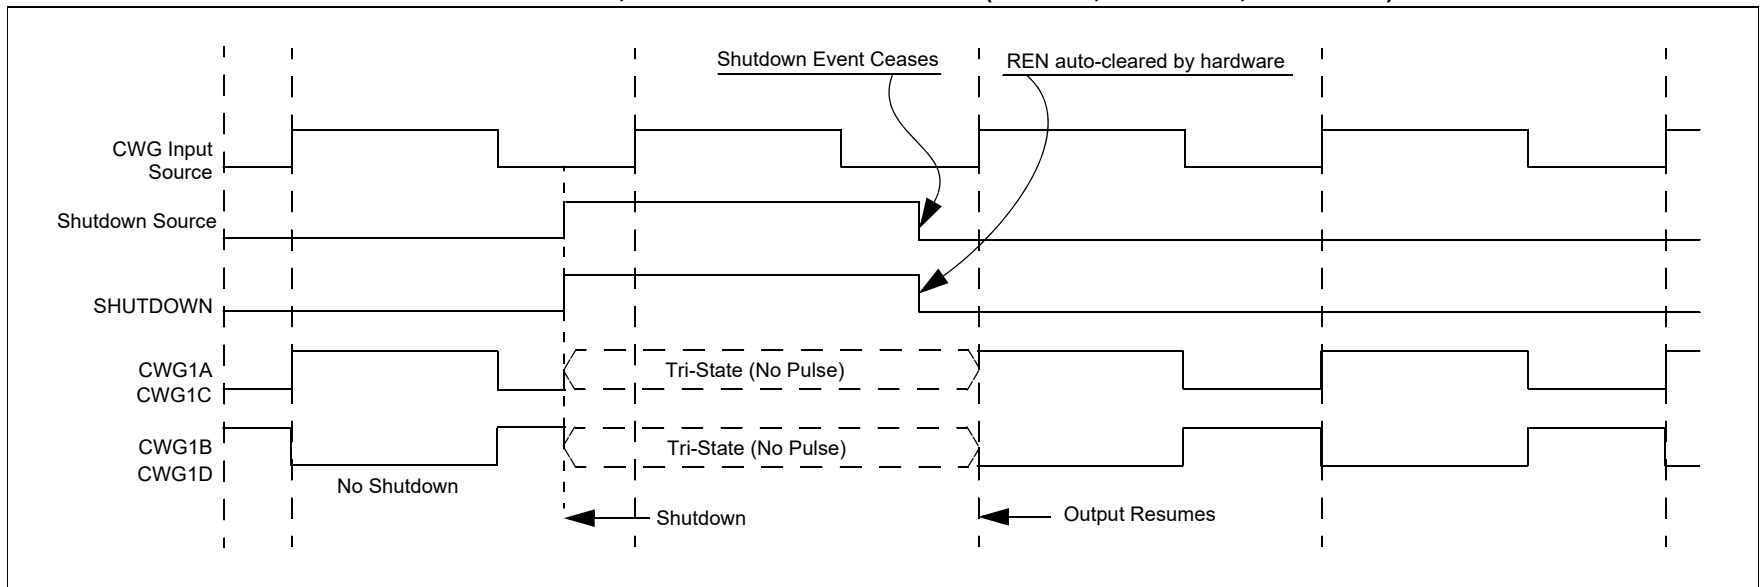 Shutdown Event Ceases
REN auto-cleared by hardware
CWG Input
Source
Shutdown Source
SHUTDOWN
CWG1A
CWG1C
Tri-State (No Pulse)
CWG1B
CWG1D
Tri-State (No Pulse)
No Shutdown
Shutdown
Output Resumes